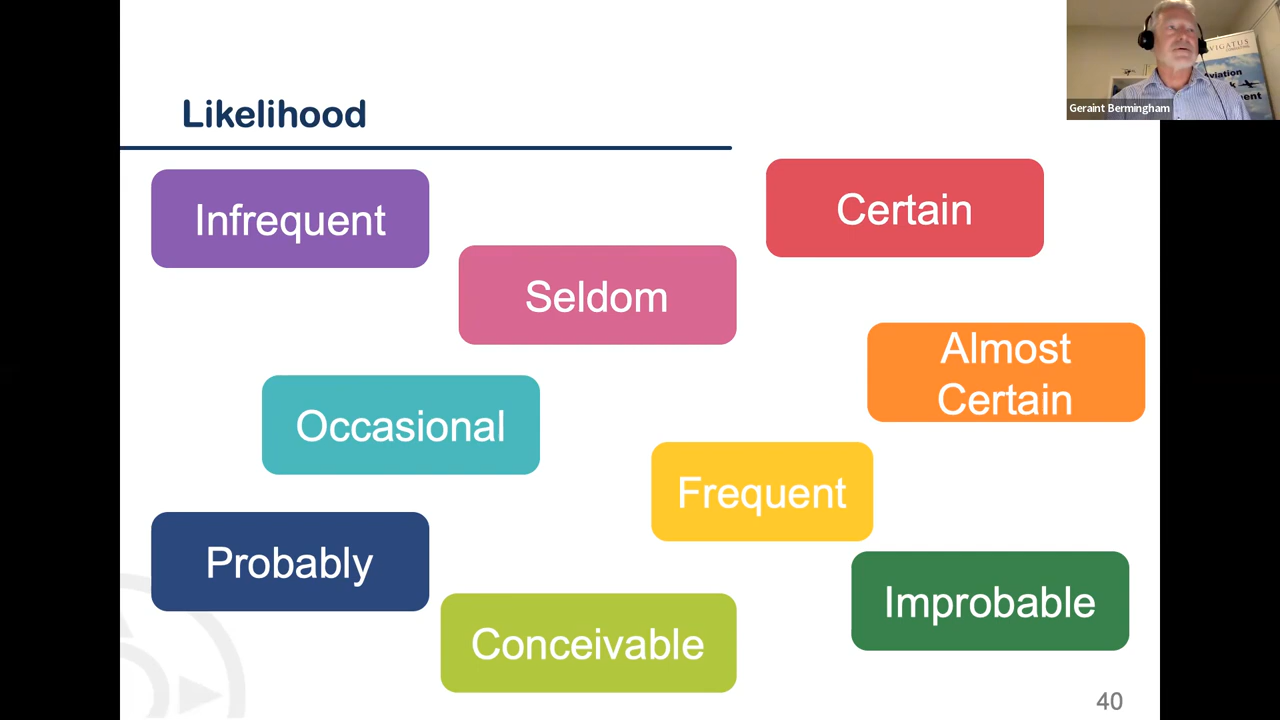 Likelihood
Geraint Bermingham
Infrequent
Certain
Seldom
Almost
Certain
Occasional
Frequent
Probably
Improbable
Conceivable
40